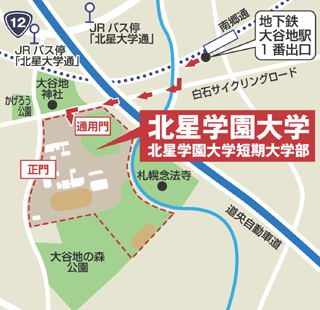 12
JRバス停
「北星大学通」
JRバス停
「北星大学通」
南郷通
地下鉄
大谷地駅
1番出口
大谷地
神社
かげろう
公園
白石サイクリングロード
通用門
北星学園大学
北星学園大学短期大学部
正門
札幌念法寺
道央自動車道
大谷地の森
公園